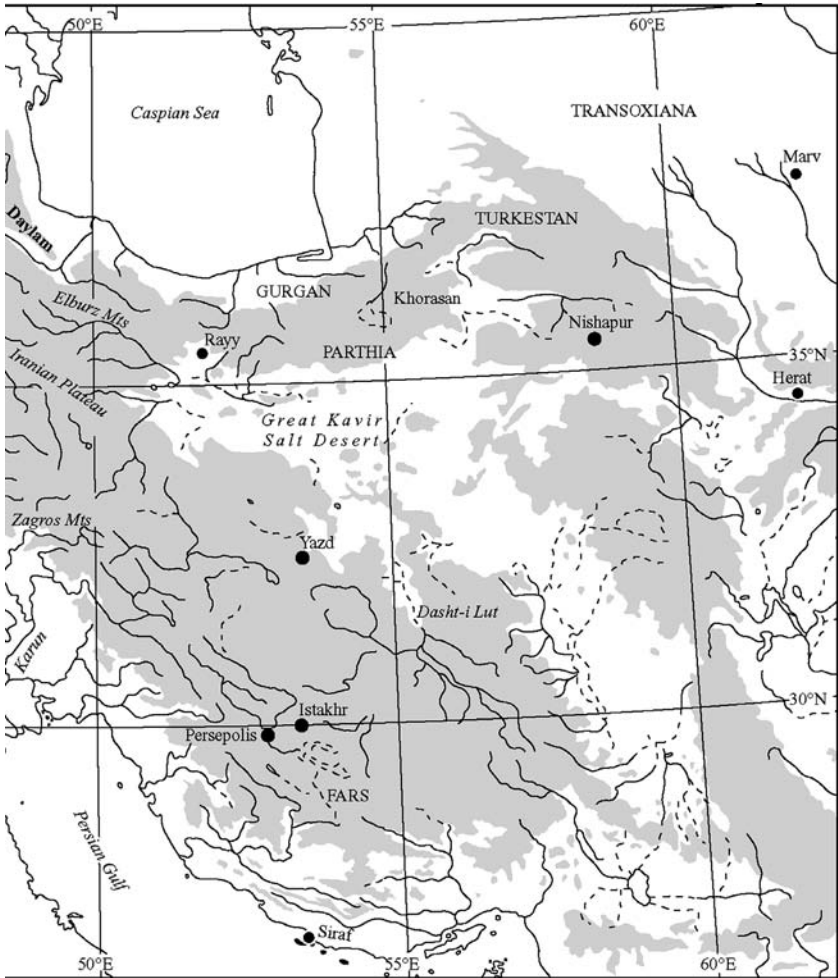 50°E
55°E
60°E
Caspian Sea
TRANSOXIANA
Marv
Daylam
TURKESTAN
Elburz Mts
GURGAN
Khorasan
Nishapur
Rayy
PARTHIA
35°N
Iranian Plateau
Herat
Great Kavir
Salt Desert
Zagros Mts
Yazd
Dasht-i Lut
Karun
30°N
Istakhr
Persepolis
FARS
Persian Gulf
Siraf
50°E
55°E
60°E